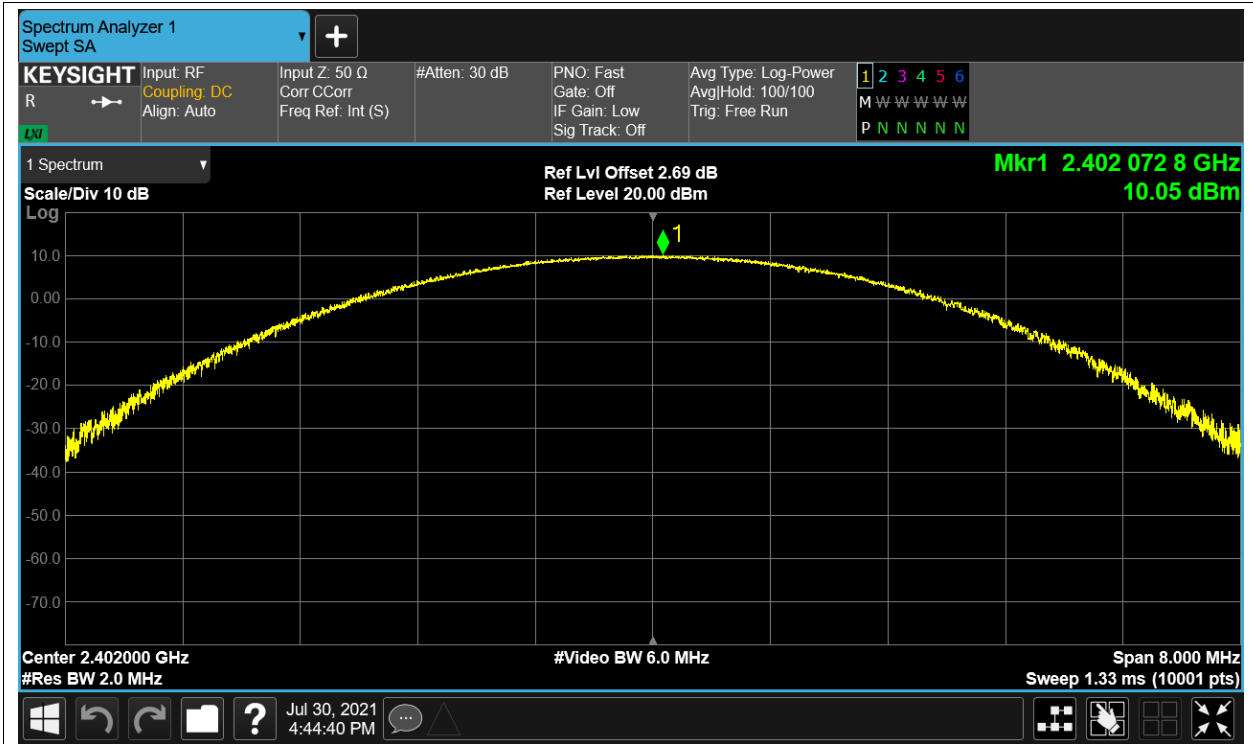 Spectrum Analyzer 1
Swept SA
KEYSIGHT
R
LXI
Input: RF
Coupling: DC
Align: Auto
Input Z: 50 Ω
Corr CCorr
Freq Ref: Int (S)
#Atten: 30 dB
PNO: Fast
Gate: Off
IF Gain: Low
Sig Track: Off
Avg Type: Log-Power
Avg|Hold: 100/100
Trig: Free Run
1 2 3 4 5 6
M W W W W W W
P N N N N N
1 Spectrum
Scale/Div 10 dB
Log
Ref Lvl Offset 2.69 dB
Ref Level 20.00 dBm
Mkr1 2.402 072 8 GHz
10.05 dBm
1
10.0
0.00
-10.0
-20.0
-30.0
-40.0
-50.0
-60.0
-70.0
Center 2.402000 GHz
#Res BW 2.0 MHz
#Video BW 6.0 MHz
Span 8.000 MHz
Sweep 1.33 ms (10001 pts)
?
Jul 30, 2021
4:44:40 PM